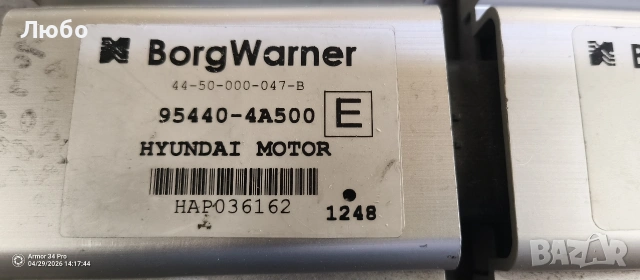 Любо
BorgWarner
44-50-000-047-B
95440-4A500 E
HYUNDAI MOTOR
HAP036162
1248
B
Armor 34 Pro
04/29/2026 - 14:17:44
BAZAR